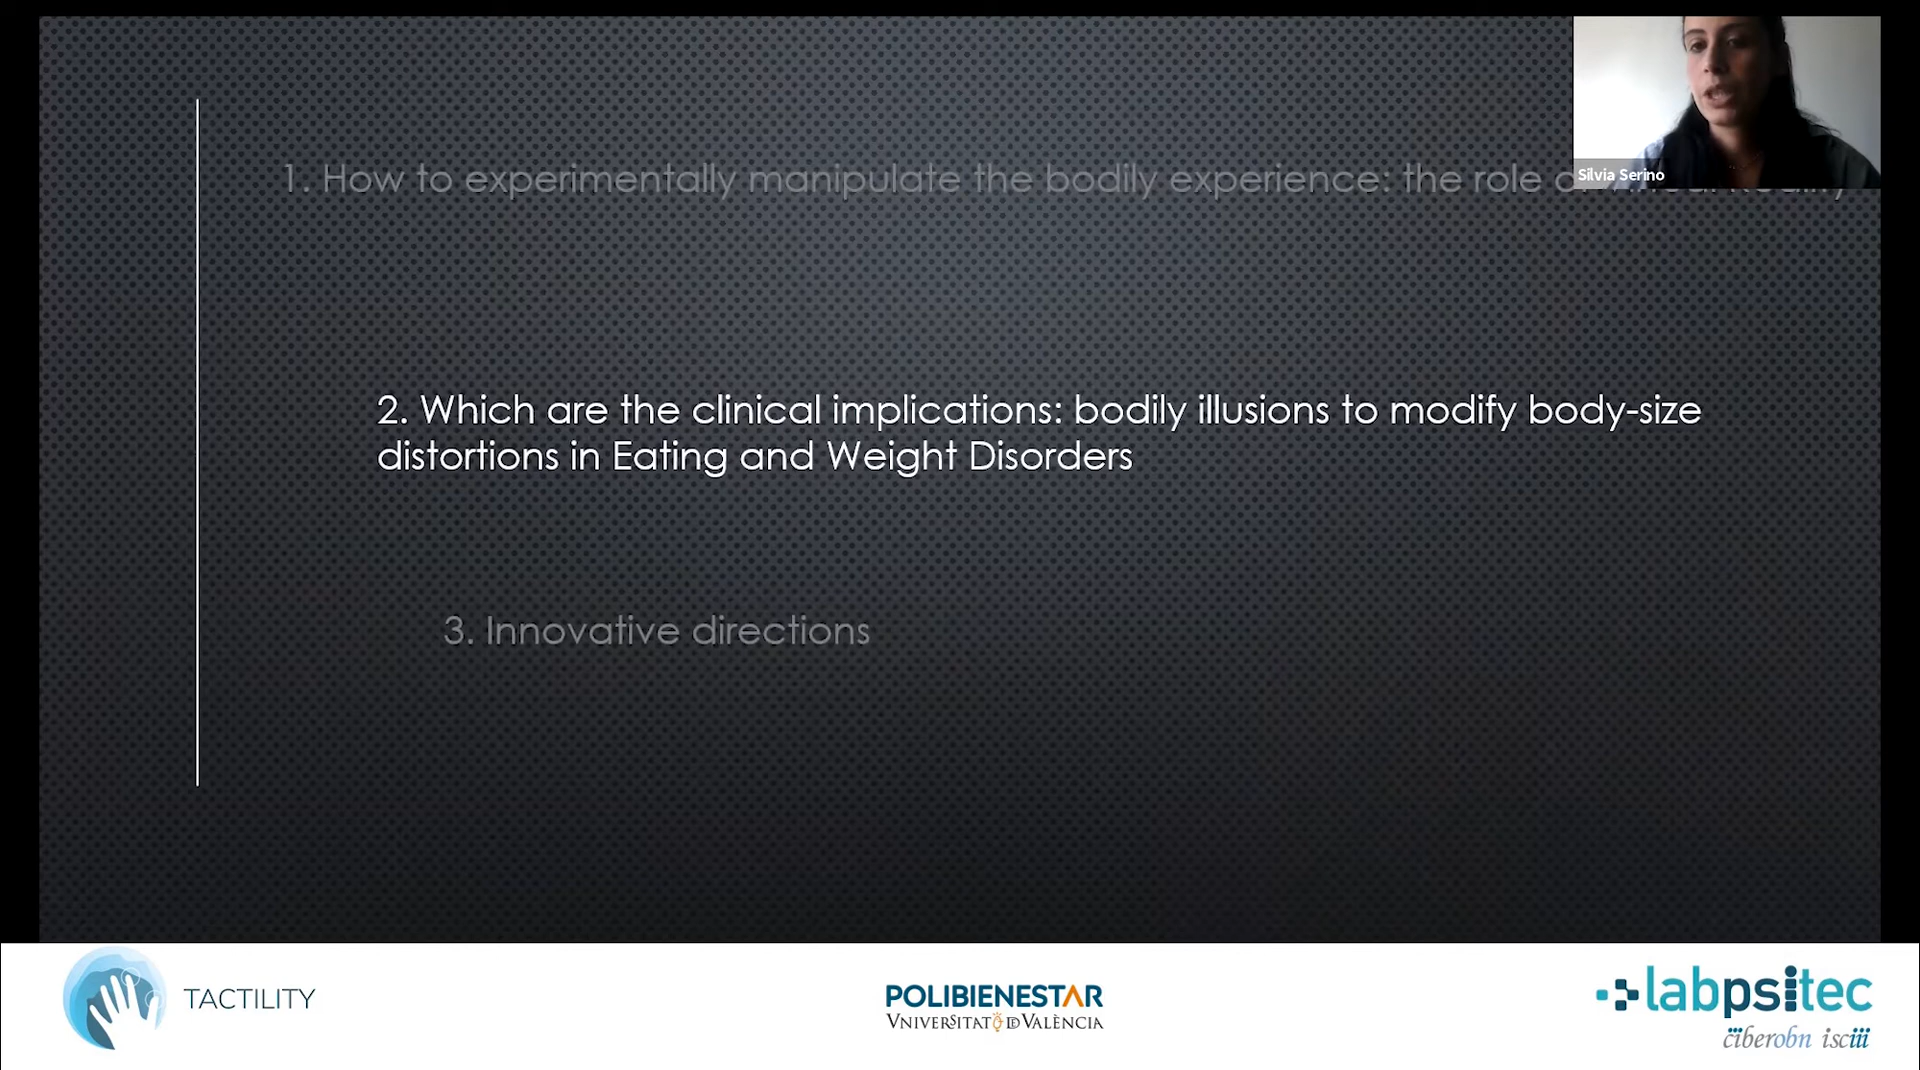 1. How to experimentally manipulate the bodily experience: the role
Silvia Serino
2. Which are the clinical implications: bodily illusions to modify body-size
distortions in Eating and Weight Disorders
3. Innovative directions
TACTILITY
POLIBIENESTAR
VNIVERSITAT DE VALÈNCIA
labpsitec
ciberobn isciii